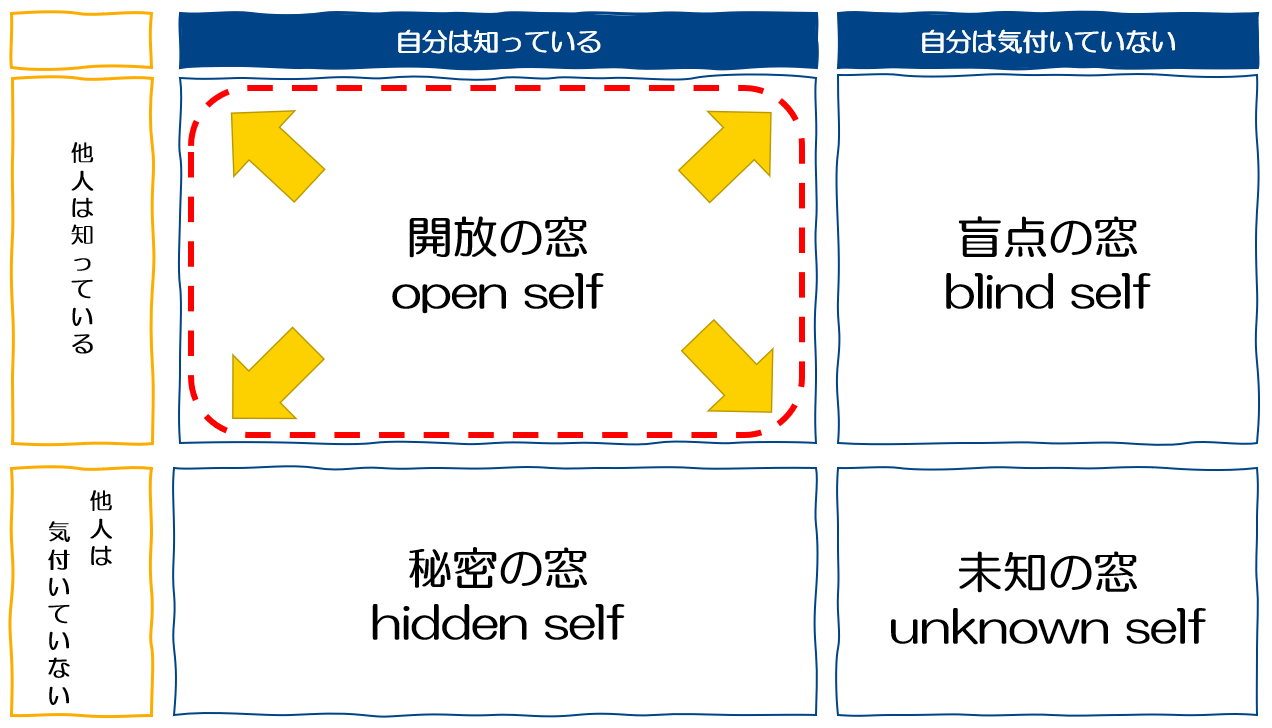 自分は知っている
自分は気付いていない
他人は知っている
開放の窓
open self
盲点の窓
blind self
他人は
気付いていない
秘密の窓
hidden self
未知の窓
unknown self